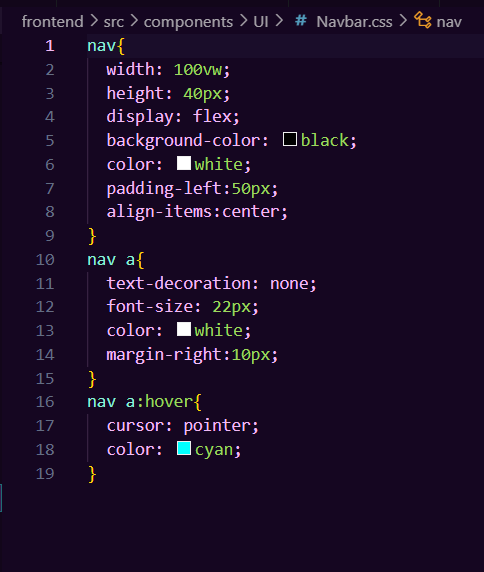 frontend > src > components > UI > # Navbar.css > nav
1 nav{
2 width: 100vw;
3 height: 40px;
4 display: flex;
5 background-color: black;
6 color: white;
7 padding-left:50px;
8 align-items:center;
9 }
10 nav a{
11 text-decoration: none;
12 font-size: 22px;
13 color: white;
14 margin-right:10px;
15 }
16 nav a:hover{
17 cursor: pointer;
18 color: cyan;
19 }